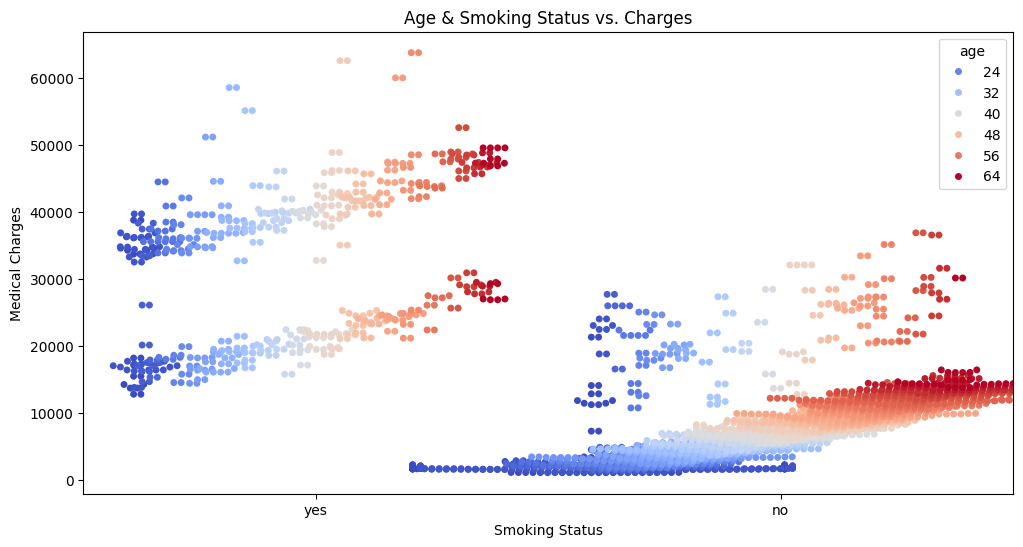 Age & Smoking Status vs. Charges
age
24
32
40
48
56
64
Medical Charges
60000
50000
40000
30000
20000
10000
0
yes
no
Smoking Status